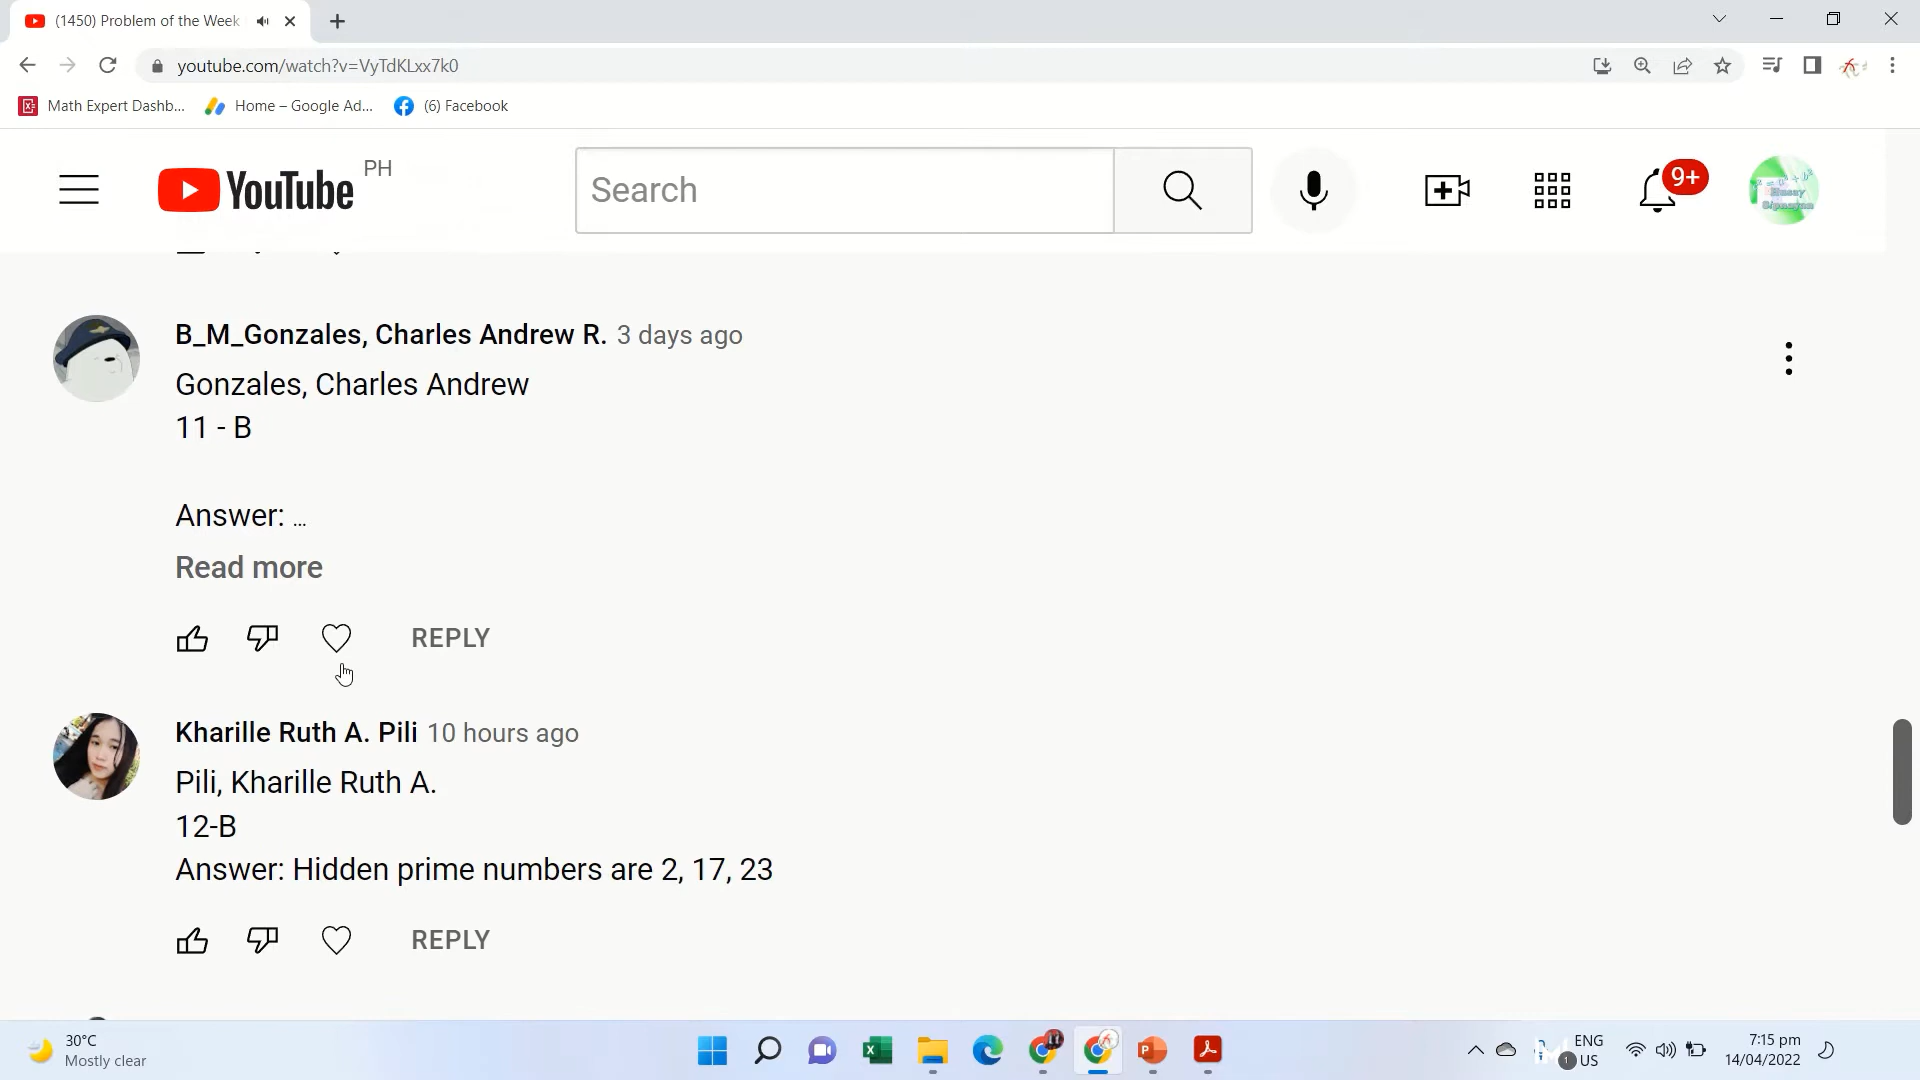 (1450) Problem of the Week
youtube.com/watch?v=VyTdKLxx7k0
Math Expert Dashb...
Home – Google Ad...
(6) Facebook
YouTube PH
Search
9+
B_M_Gonzales, Charles Andrew R. 3 days ago
Gonzales, Charles Andrew
11 - B
Answer: ...
Read more
REPLY
Kharille Ruth A. Pili 10 hours ago
Pili, Kharille Ruth A.
12-B
Answer: Hidden prime numbers are 2, 17, 23
REPLY
30°C
Mostly clear
ENG
US
7:15 pm
14/04/2022